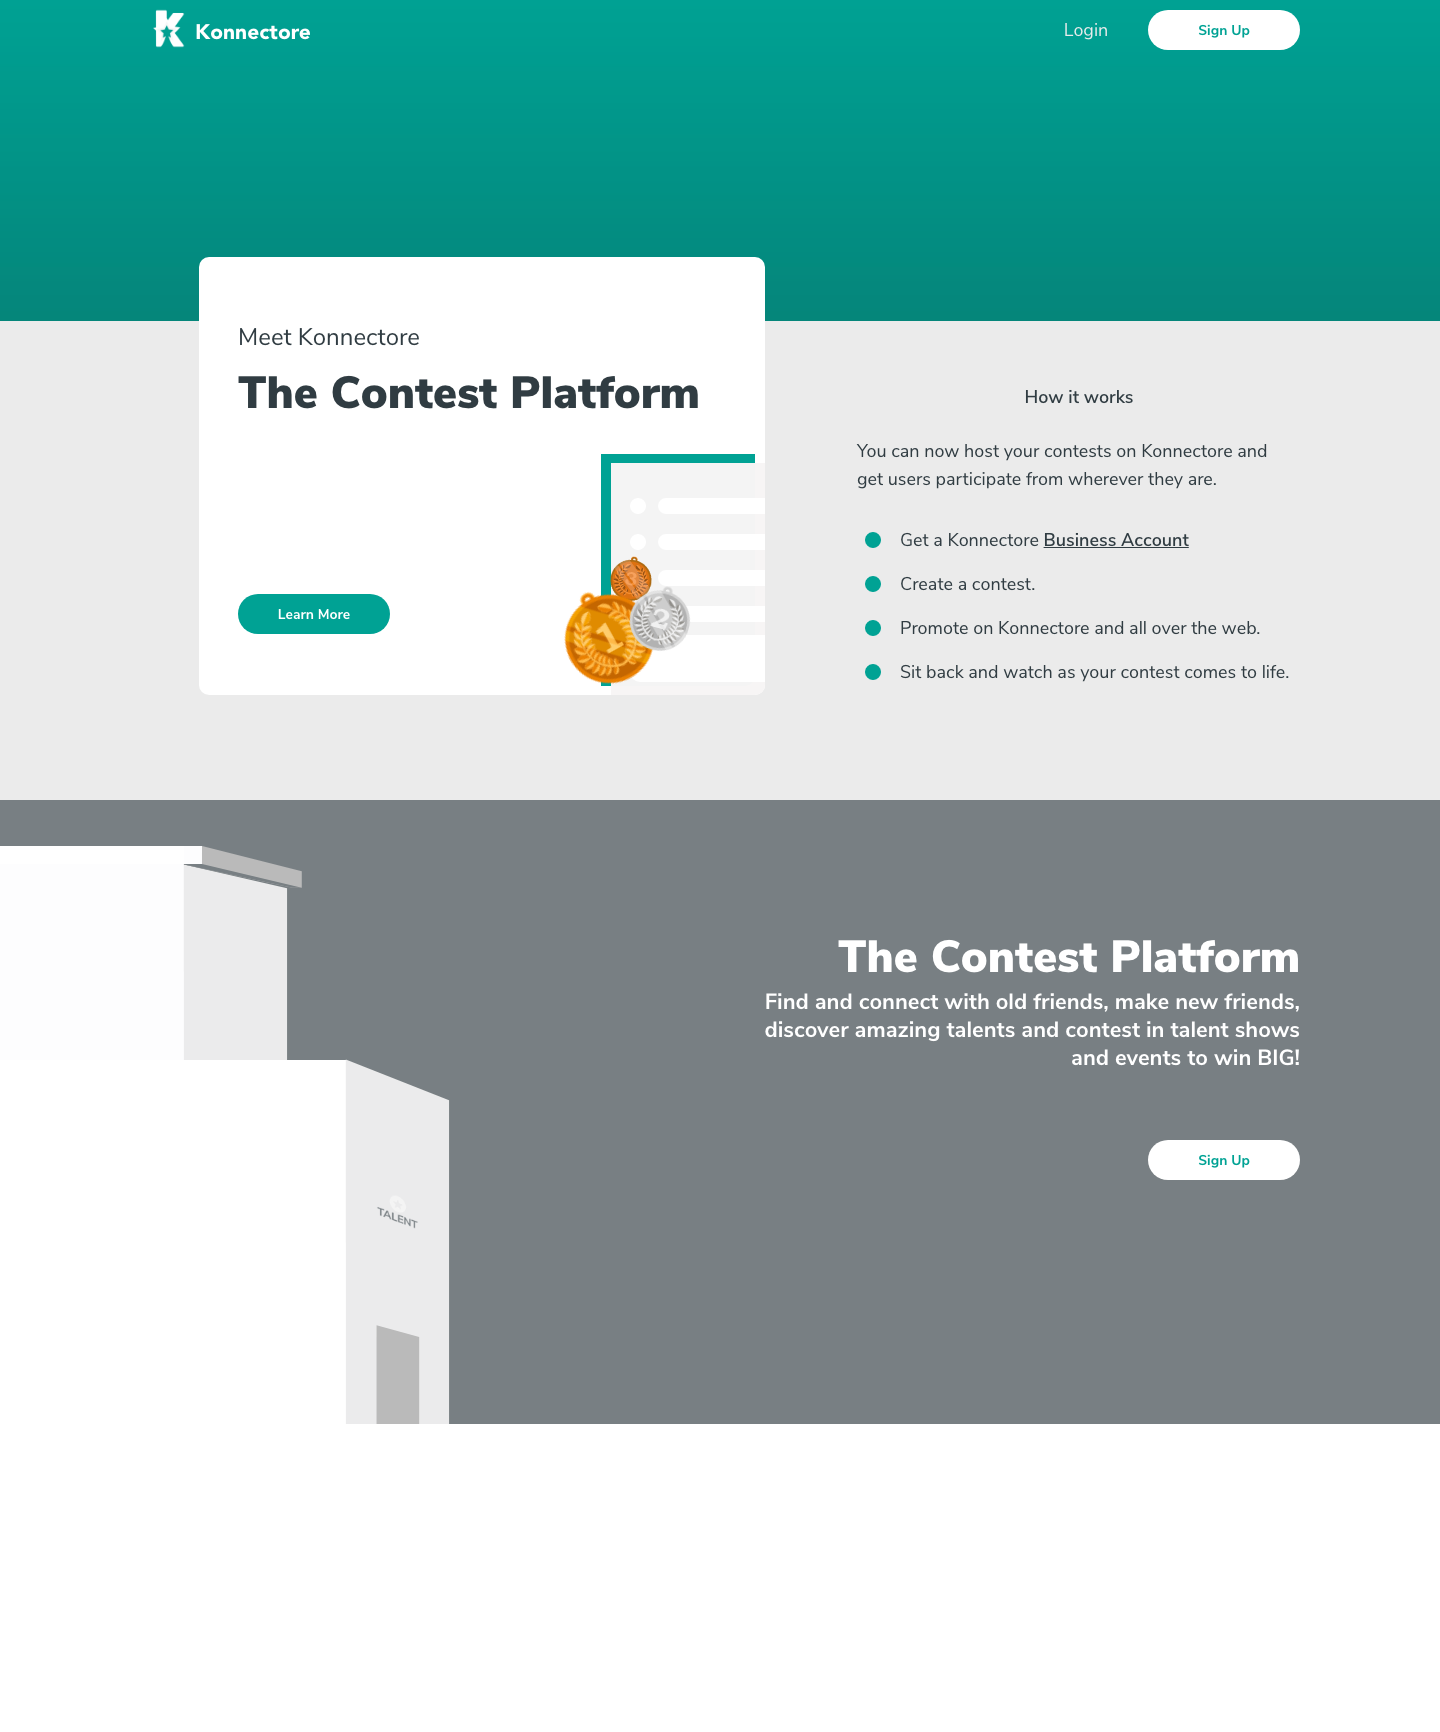 Konnectore
Login
Sign Up
Meet Konnectore
The Contest Platform
Learn More
1
2
3
How it works
You can now host your contests on Konnectore and
get users participate from wherever they are.
Get a Konnectore Business Account
Create a contest.
Promote on Konnectore and all over the web.
Sit back and watch as your contest comes to life.
The Contest Platform
Find and connect with old friends, make new friends,
discover amazing talents and contest in talent shows
and events to win BIG!
Sign Up
TALENT